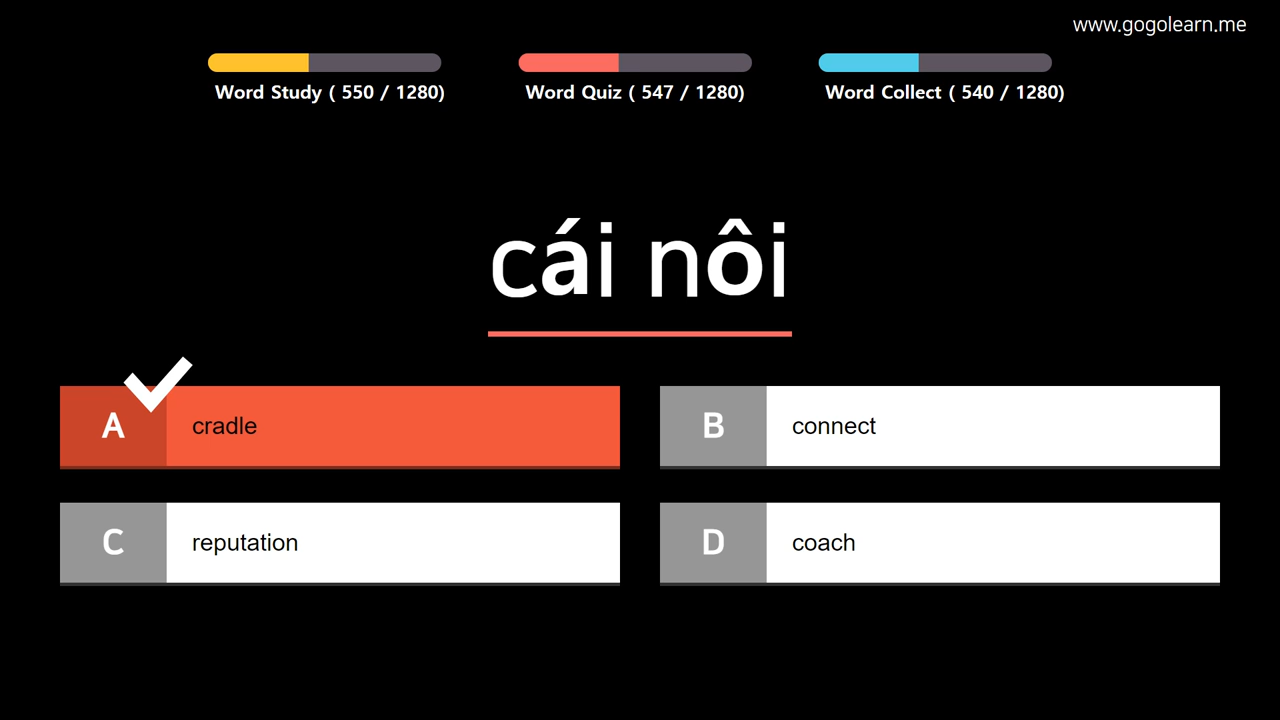 www.gogolearn.me
Word Study ( 550 / 1280)
Word Quiz ( 547 / 1280)
Word Collect ( 540 / 1280)
cái nôi
A cradle
B connect
C reputation
D coach